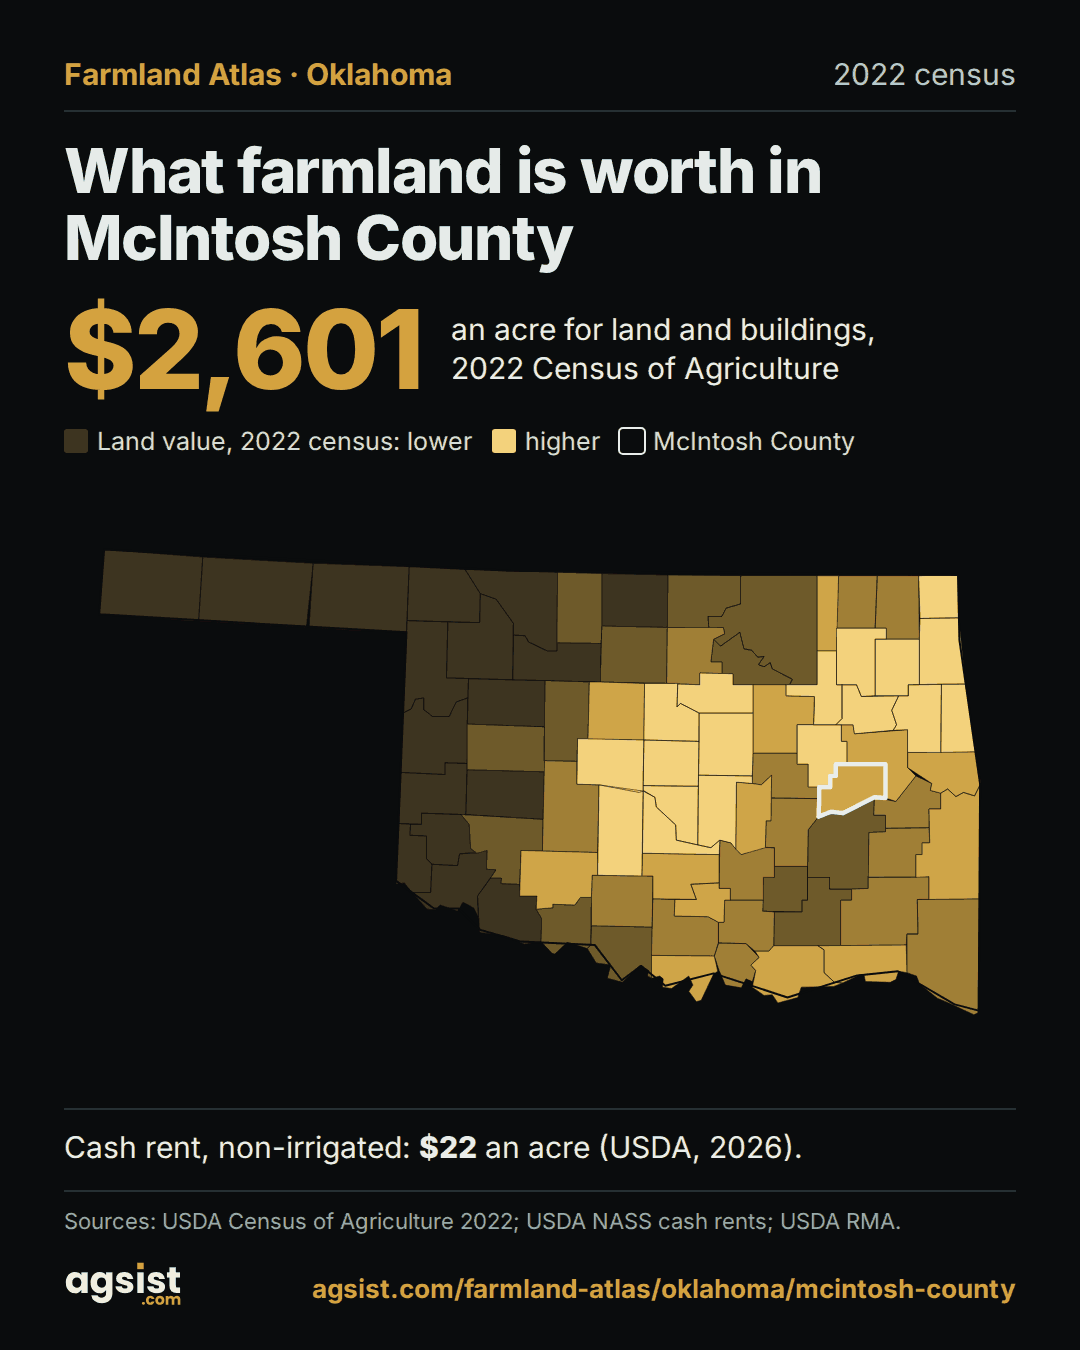 Farmland Atlas · Oklahoma
2022 census
What farmland is worth in
McIntosh County
$2,601
an acre for land and buildings,
2022 Census of Agriculture
Land value, 2022 census: lower
higher
McIntosh County
Cash rent, non-irrigated: $22 an acre (USDA, 2026).
Sources: USDA Census of Agriculture 2022; USDA NASS cash rents; USDA RMA.
agsist
.com
agsist.com/farmland-atlas/oklahoma/mcintosh-county